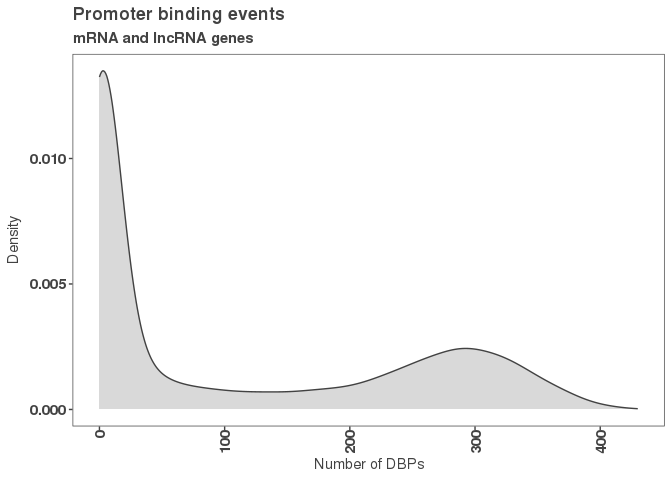 Promoter binding events
mRNA and lncRNA genes
Density
0.010
0.005
0.000
0
100
200
300
400
Number of DBPs